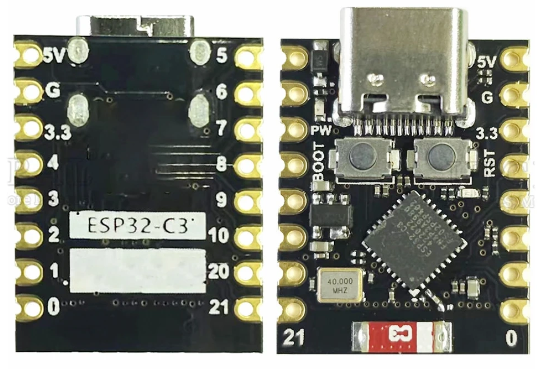 5V 5
G 6
3.3 7
4 8
3 9
ESP32-C3
2 10
1 20
0 21
5V
G
PW 3.3
BOOT RST
40.000
MHZ
21 C3 0